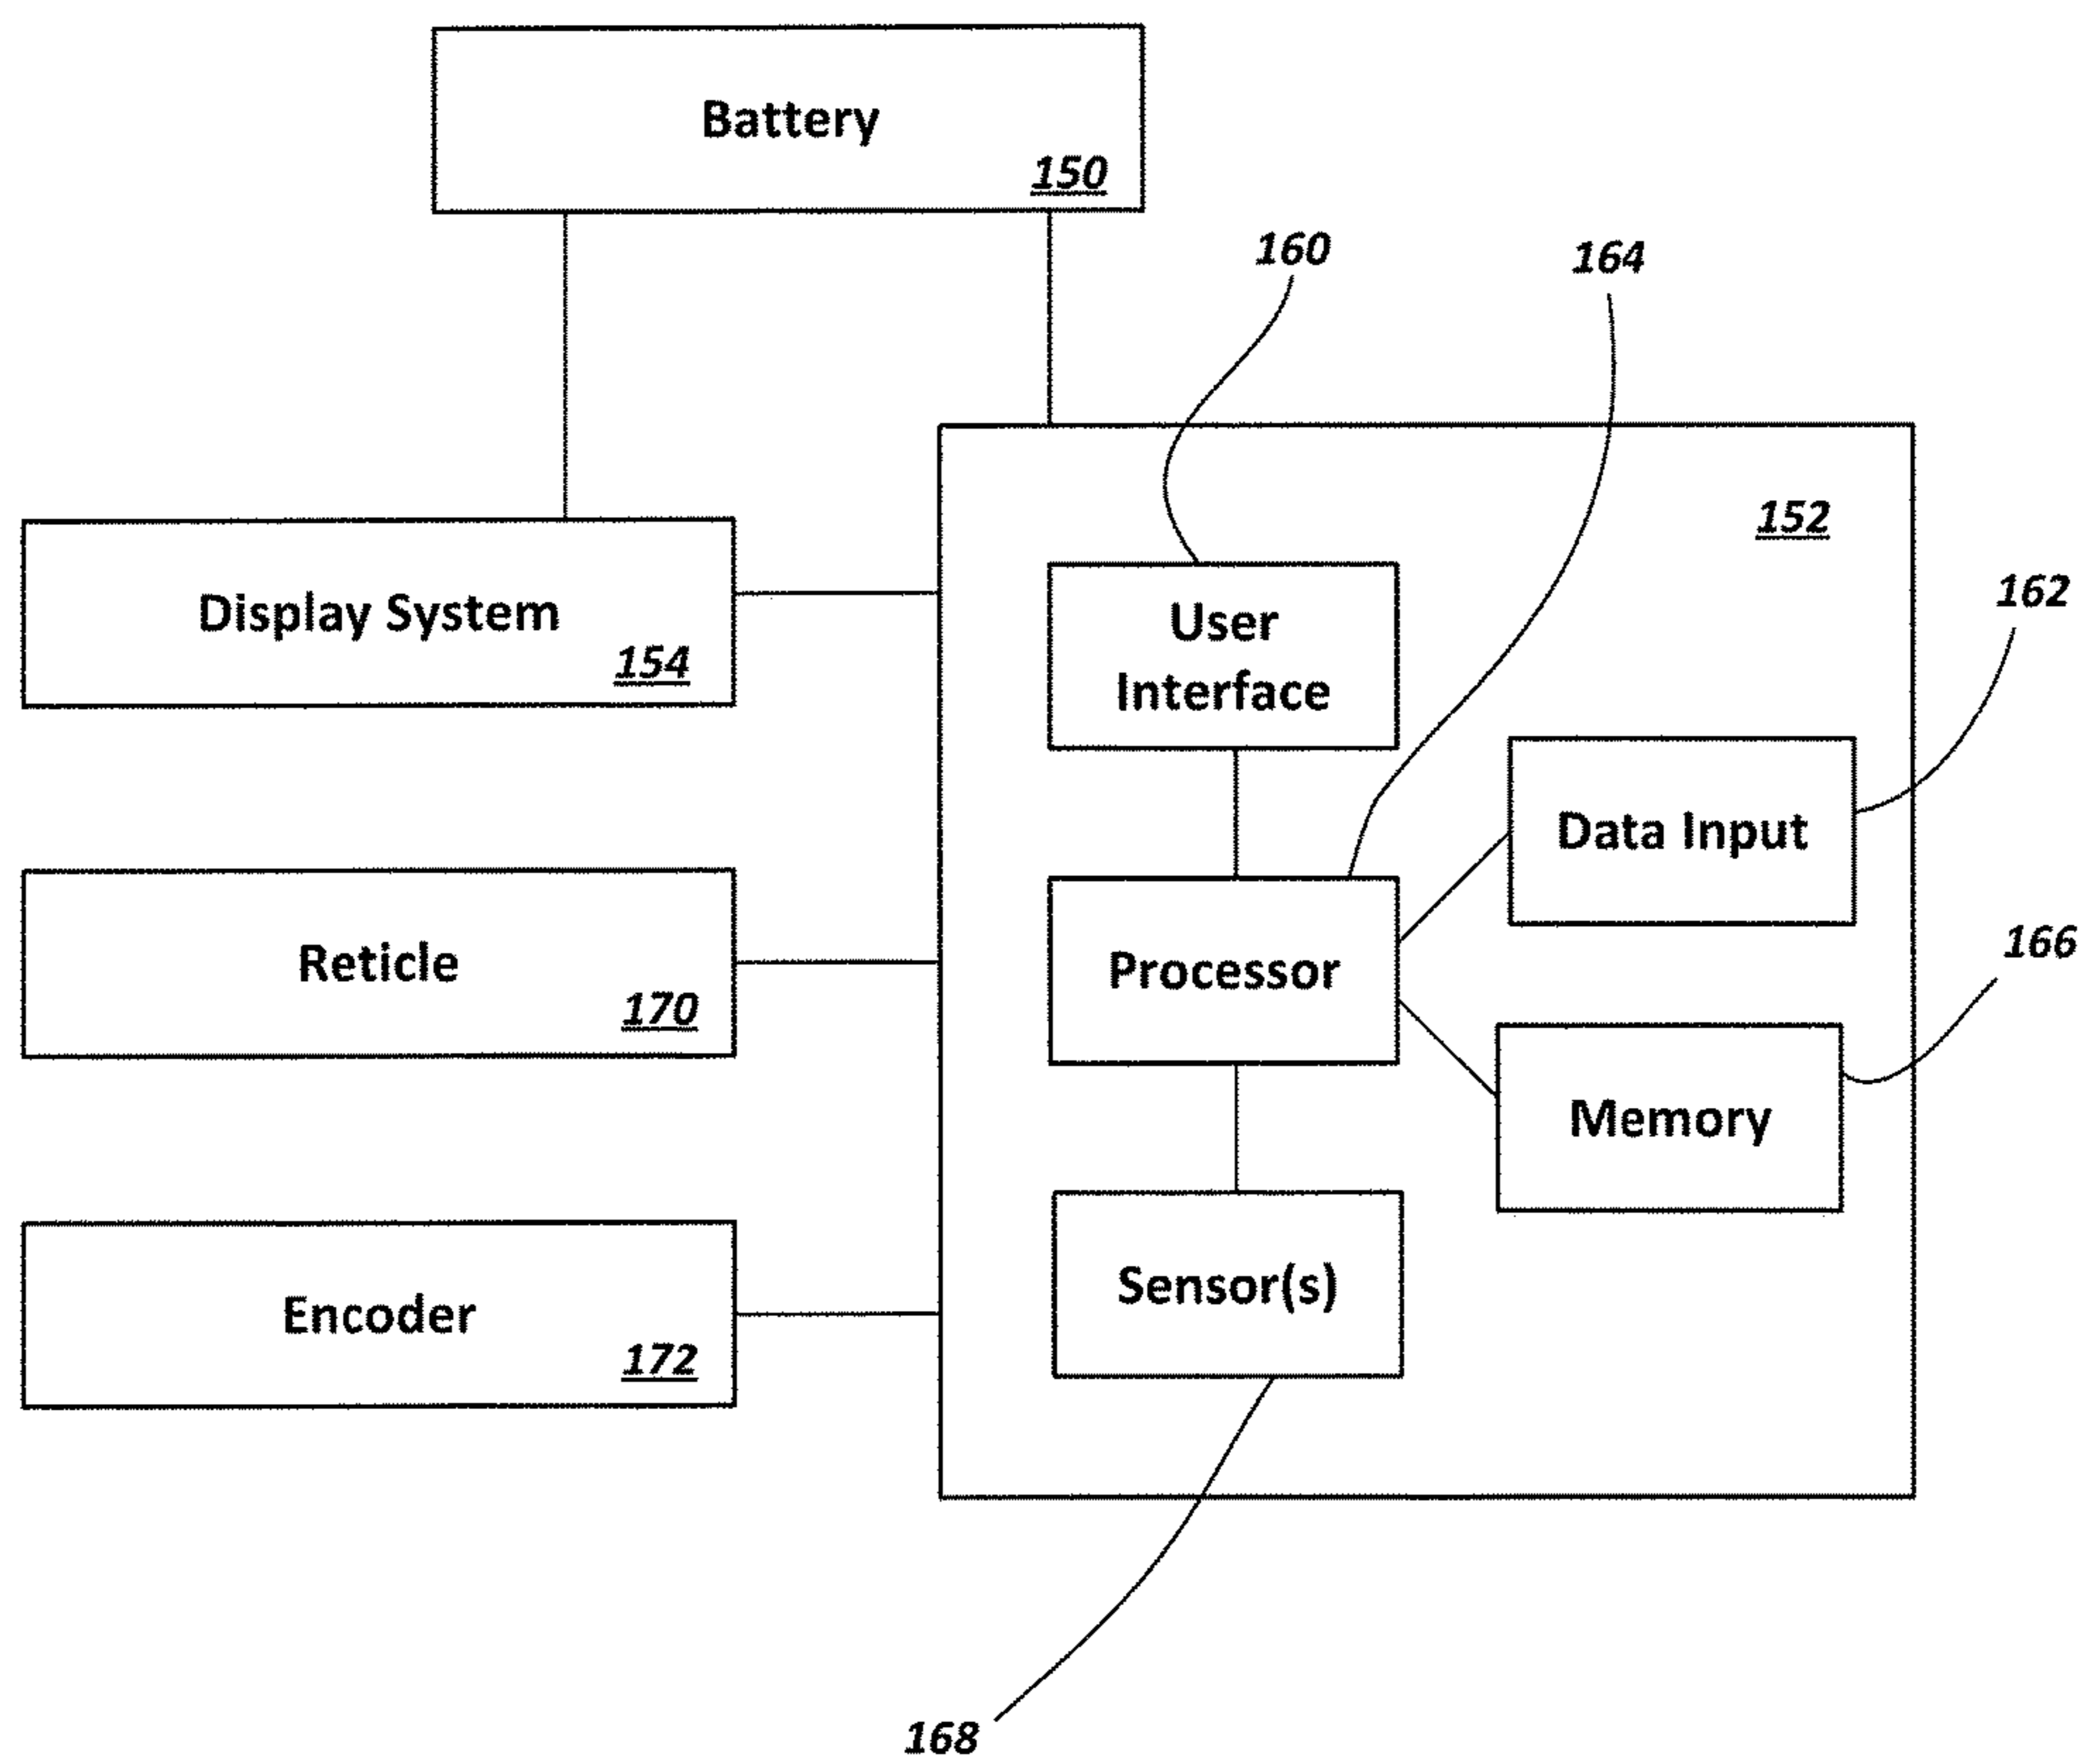 Battery
150
160
164
152
Display System
154
User
Interface
162
Data Input
Reticle
170
Processor
166
Memory
Encoder
172
Sensor(s)
168